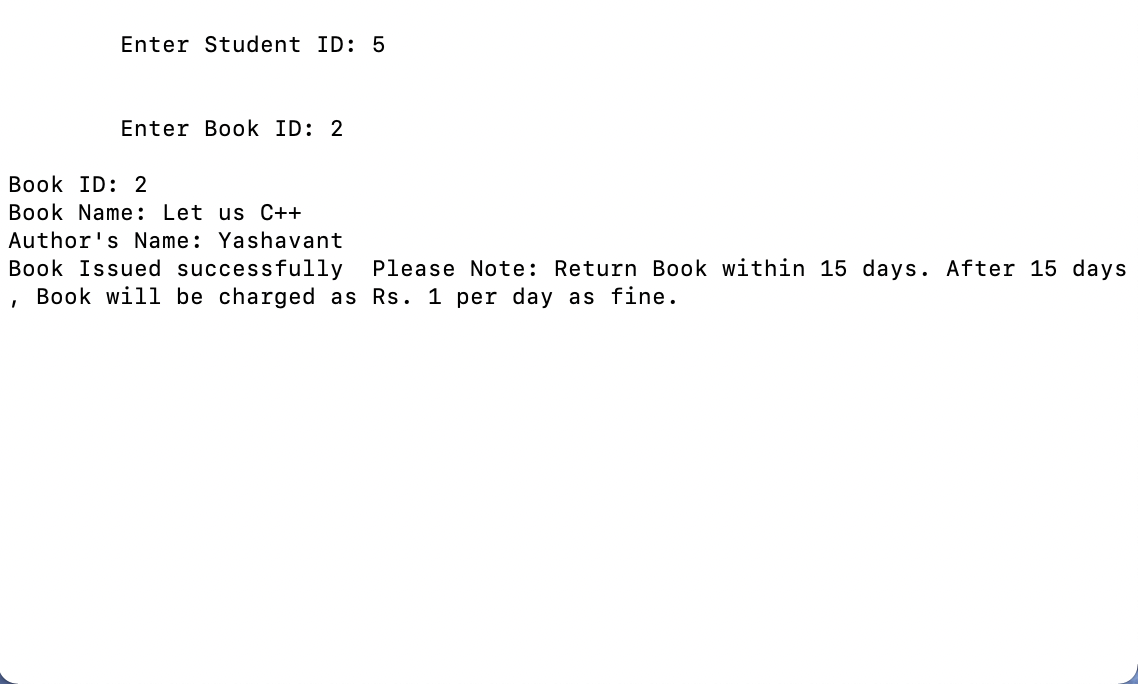 Enter Student ID: 5
Enter Book ID: 2
Book ID: 2
Book Name: Let us C++
Author's Name: Yashavant
Book Issued successfully  Please Note: Return Book within 15 days. After 15 days
, Book will be charged as Rs. 1 per day as fine.